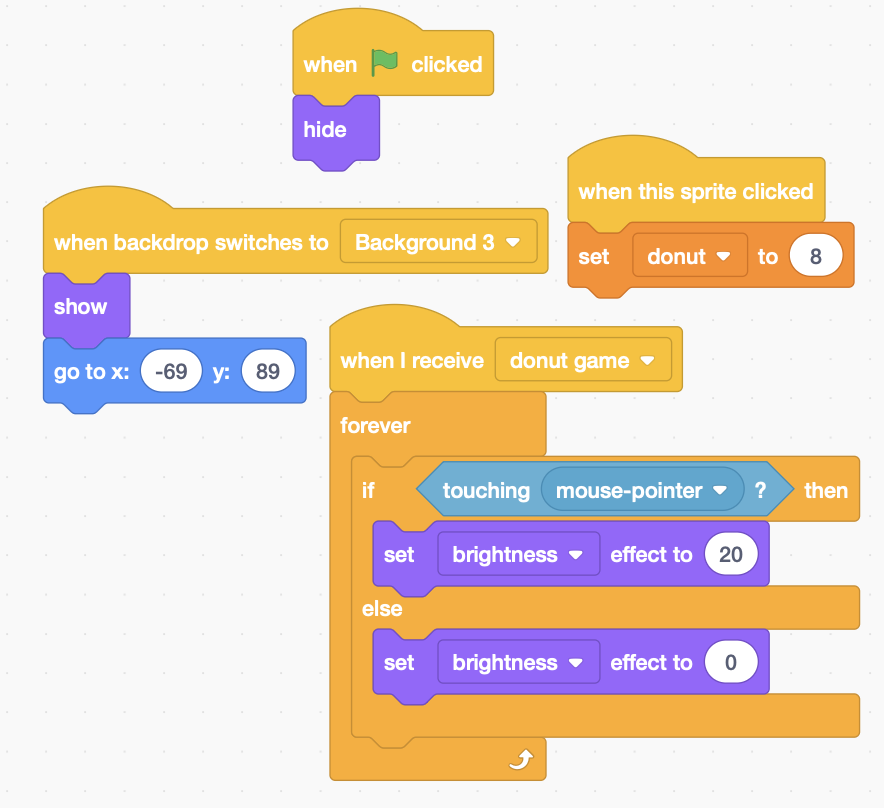 when clicked
hide
when this sprite clicked
set donut to 8
when backdrop switches to Background 3
show
go to x: -69 y: 89
when I receive donut game
forever
if touching mouse-pointer ? then
set brightness effect to 20
else
set brightness effect to 0